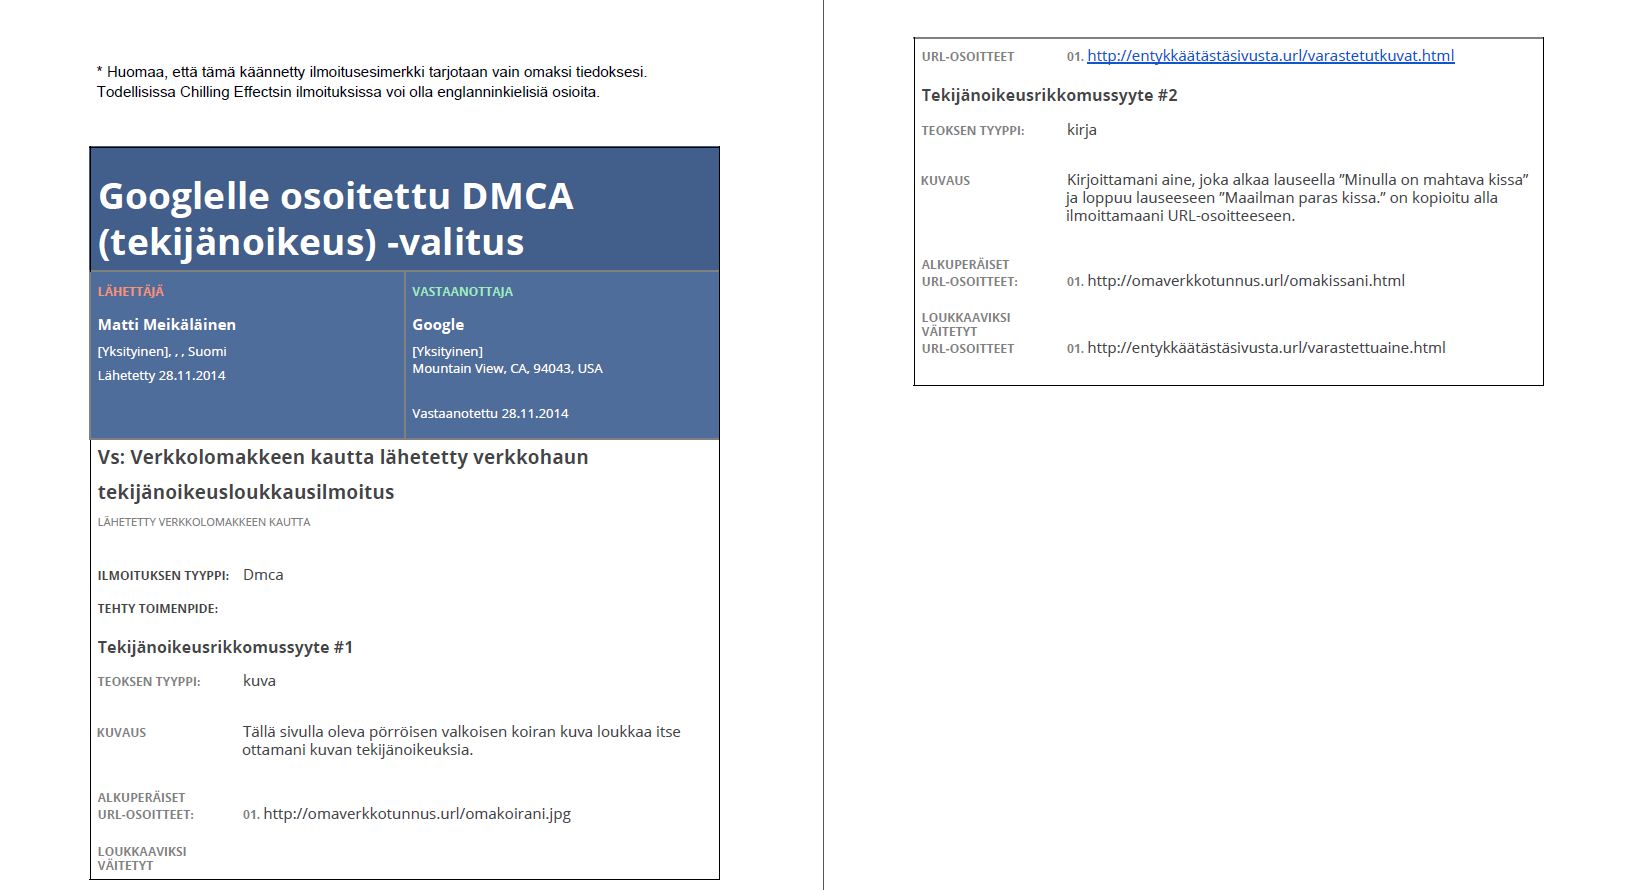 * Huomaa, että tämä käännetty ilmoitusesimerkki tarjotaan vain omaksi tiedoksesi.
Todellisissa Chilling Effectsin ilmoituksissa voi olla englanninkielisiä osioita.
Googlelle osoitettu DMCA
(tekijänoikeus) -valitus
LÄHETTÄJÄ
Matti Meikäläinen
[Yksityinen], , , Suomi
Lähetetty 28.11.2014
VASTAANOTTAJA
Google
[Yksityinen]
Mountain View, CA, 94043, USA
Vastaanotettu 28.11.2014
Vs: Verkkolomakkeen kautta lähetetty verkkohaun
tekijänoikeusloukkausilmoitus
LÄHETETTY VERKKOLOMAKKEEN KAUTTA
ILMOITUKSEN TYYPPI: Dmca
TEHTY TOIMENPIDE:
Tekijänoikeusrikkomussyyte #1
TEOKSEN TYYPPI: kuva
KUVAUS Tällä sivulla oleva pörröisen valkoisen koiran kuva loukkaa itse
ottamani kuvan tekijänoikeuksia.
ALKUPERÄISET
URL-OSOITTEET: 01. http://omaverkkotunnus.url/omakoirani.jpg
LOUKKAAVIKSI
VÄITETYT
URL-OSOITTEET 01. http://entykkäätästäsivusta.url/varastetutkuvat.html
Tekijänoikeusrikkomussyyte #2
TEOKSEN TYYPPI: kirja
KUVAUS Kirjoittamani aine, joka alkaa lauseella ”Minulla on mahtava kissa”
ja loppuu lauseeseen ”Maailman paras kissa.” on kopioitu alla
ilmoittamaani URL-osoitteeseen.
ALKUPERÄISET
URL-OSOITTEET: 01. http://omaverkkotunnus.url/omakissani.html
LOUKKAAVIKSI
VÄITETYT
URL-OSOITTEET 01. http://entykkäätästäsivusta.url/varastettuaine.html